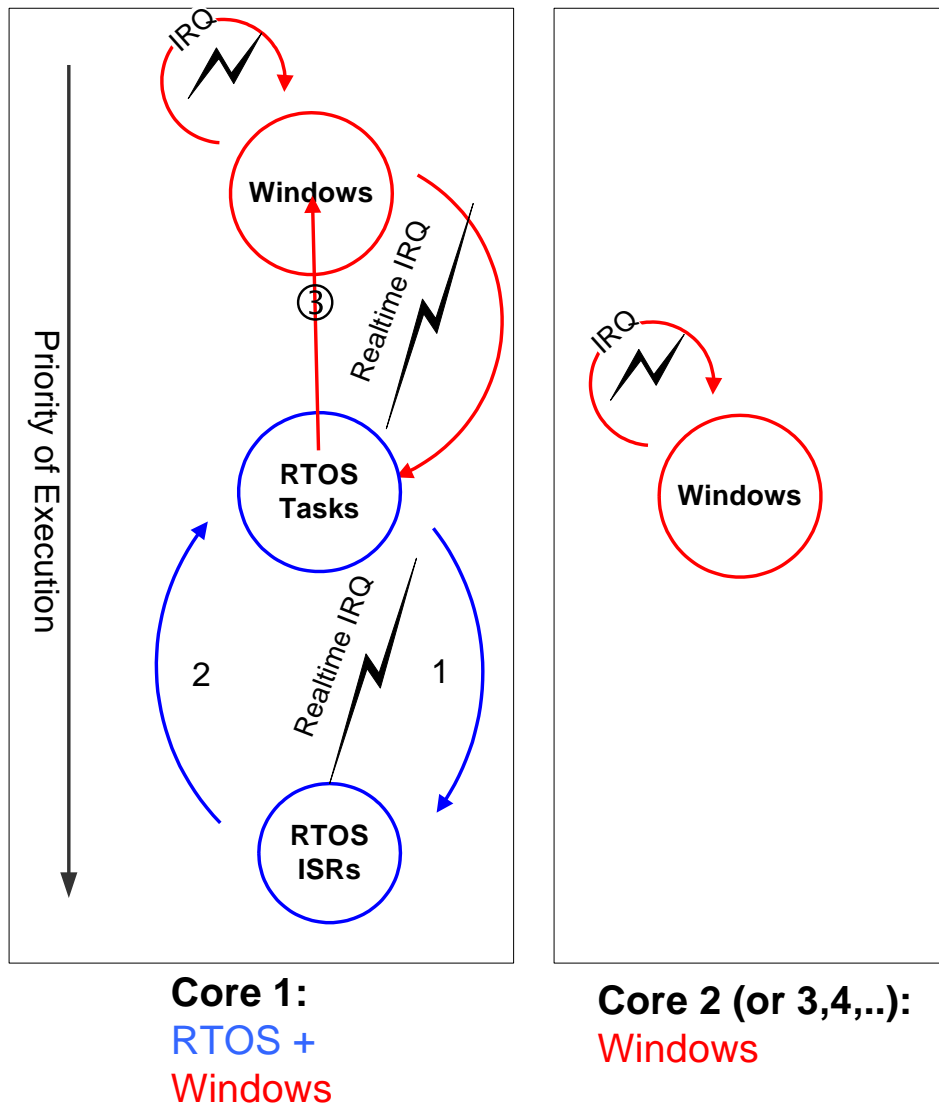 IRQ
Windows
Realtime IRQ
3
Priority of Execution
RTOS
Tasks
Realtime IRQ
2
1
RTOS
ISRs
IRQ
Windows
Core 1:
RTOS +
Windows
Core 2 (or 3,4,..):
Windows